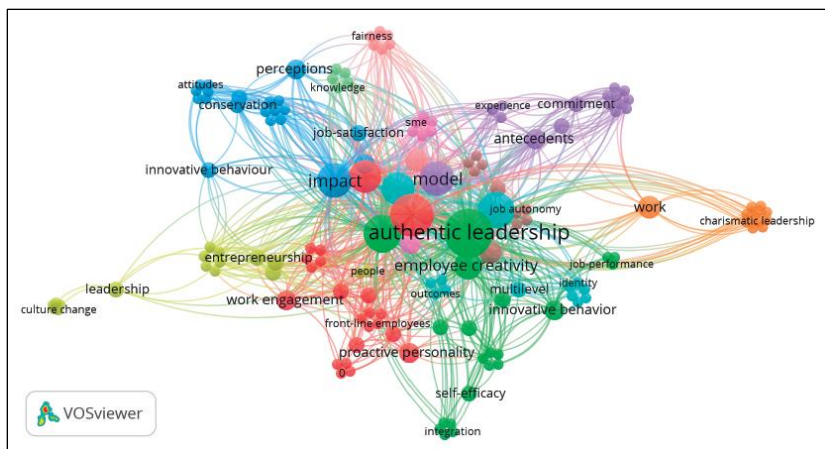 fairness
perceptions
attitudes
knowledge
conservation
experience
commitment
sme
job-satisfaction
antecedents
innovative behaviour
impact
model
work
job autonomy
charismatic leadership
authentic leadership
entrepreneurship
employee creativity
job-performance
people
leadership
outcomes
multilevel
identity
work engagement
culture change
innovative behavior
front-line employees
proactive personality
0
self-efficacy
integration
VOSviewer